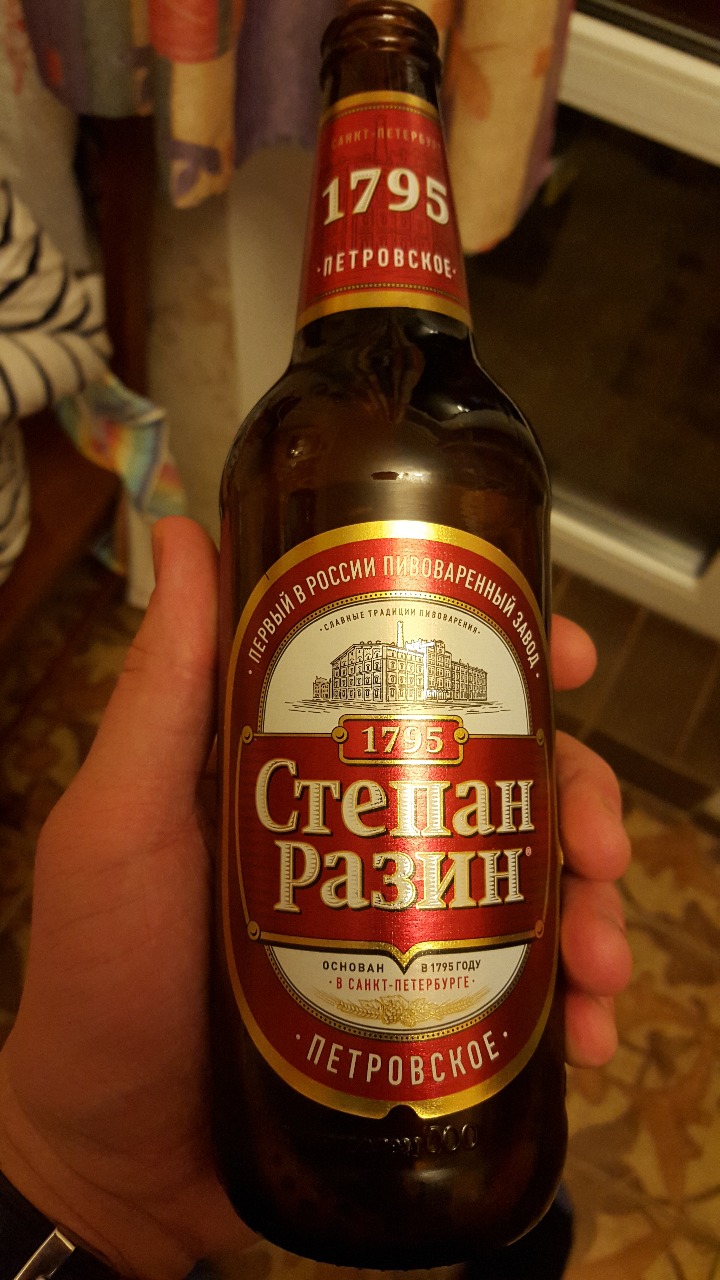 САНКТ-ПЕТЕРБУРГ
1795
·ПЕТРОВСКОЕ·
· ПЕРВЫЙ В РОССИИ ПИВОВАРЕННЫЙ ЗАВОД ·
·СЛАВНЫЕ ТРАДИЦИИ ПИВОВАРЕНИЯ·
1795
Степан
Разин®
ОСНОВАН В 1795 ГОДУ
· В САНКТ-ПЕТЕРБУРГЕ ·
· ПЕТРОВСКОЕ ·